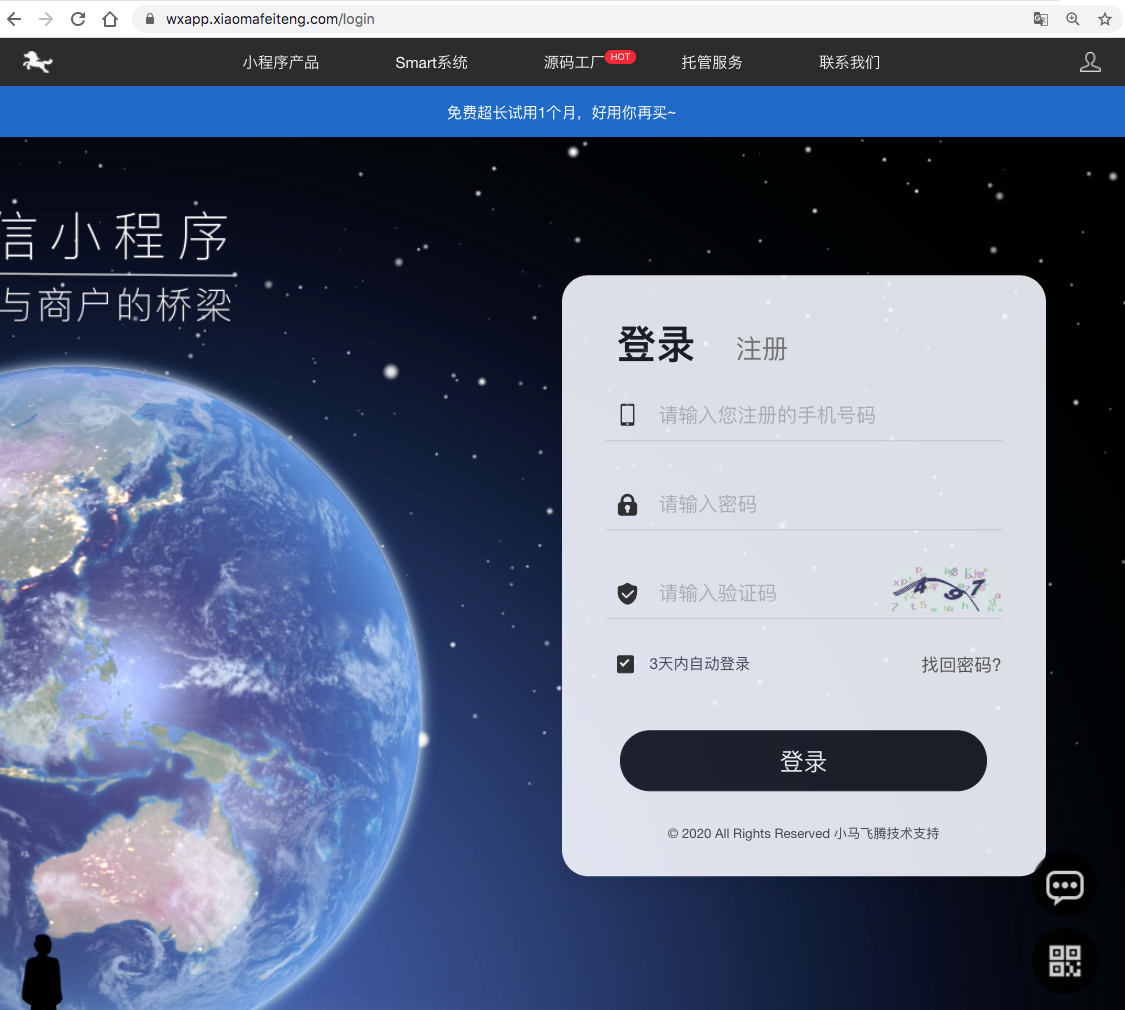 wxapp.xiaomafeiteng.com/login
小程序产品 Smart系统 源码工厂 HOT 托管服务 联系我们
免费超长试用1个月，好用你再买~
信小程序
与商户的桥梁
登录 注册
请输入您注册的手机号码
请输入密码
请输入验证码 497
3天内自动登录 找回密码?
登录
© 2020 All Rights Reserved 小马飞腾技术支持